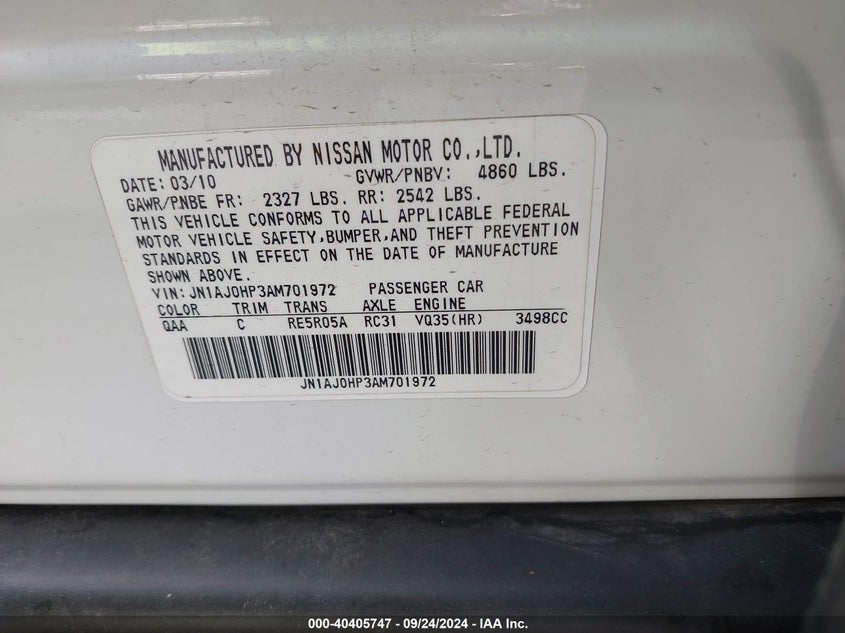 MANUFACTURED BY NISSAN MOTOR CO.,LTD.
DATE: 03/10 GVWR/PNBV: 4860 LBS.
GAWR/PNBE FR: 2327 LBS. RR: 2542 LBS.
THIS VEHICLE CONFORMS TO ALL APPLICABLE FEDERAL
MOTOR VEHICLE SAFETY,BUMPER,AND THEFT PREVENTION
STANDARDS IN EFFECT ON THE DATE OF MANUFACTURE
SHOWN ABOVE.
VIN: JN1AJ0HP3AM701972 PASSENGER CAR
COLOR TRIM TRANS AXLE ENGINE
QAA C RE5R05A RC31 VQ35(HR) 3498CC
JN1AJ0HP3AM701972
000-40405747 - 09/24/2024 - IAA Inc.